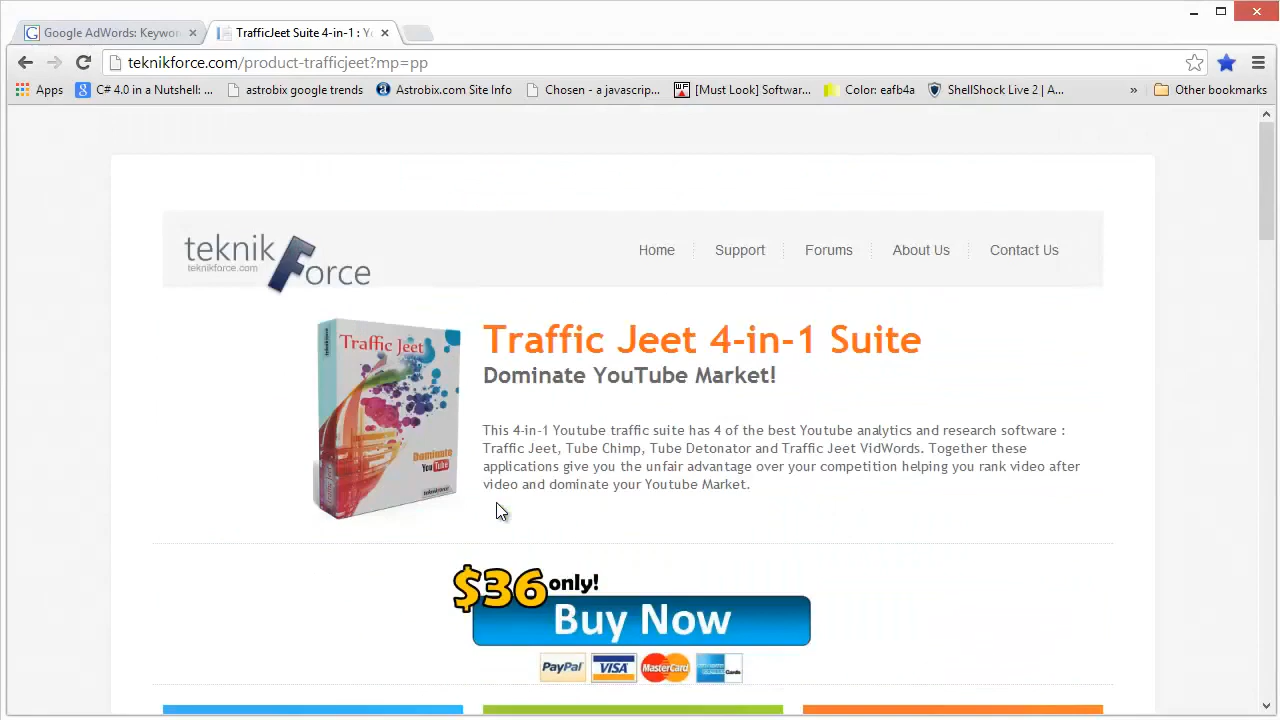 Google AdWords: Keywor
TrafficJeet Suite 4-in-1 : Yo
teknikforce.com/product-trafficjeet?mp=pp
Apps
C# 4.0 in a Nutshell: ...
astrobix google trends
Astrobix.com Site Info
Chosen - a javascrip...
[Must Look] Softwar...
Color: eafb4a
ShellShock Live 2 | A...
»
Other bookmarks
teknik Force
teknikforce.com
Home
Support
Forums
About Us
Contact Us
Traffic Jeet
Dominate
YouTube
teknikforce
Traffic Jeet 4-in-1 Suite
Dominate YouTube Market!
This 4-in-1 Youtube traffic suite has 4 of the best Youtube analytics and research software :
Traffic Jeet, Tube Chimp, Tube Detonator and Traffic Jeet VidWords. Together these
applications give you the unfair advantage over your competition helping you rank video after
video and dominate your Youtube Market.
$36 only!
Buy Now
PayPal
VISA
MasterCard